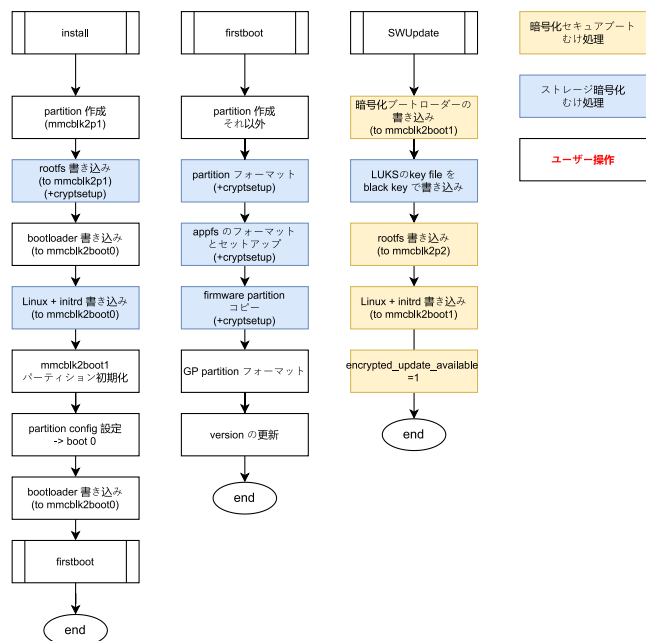 install
partition 作成
(mmcblk2p1)
rootfs 書き込み
(to mmcblk2p1)
(+cryptsetup)
bootloader 書き込み
(to mmcblk2boot0)
Linux + initrd 書き込み
(to mmcblk2boot0)
mmcblk2boot1
パーティション初期化
partition config 設定
-> boot 0
bootloader 書き込み
(to mmcblk2boot0)
firstboot
end
firstboot
partition 作成
それ以外
partition フォーマット
(+cryptsetup)
appfs のフォーマット
とセットアップ
(+cryptsetup)
firmware partition
コピー
(+cryptsetup)
GP partition フォーマット
version の更新
end
SWUpdate
暗号化ブートローダーの
書き込み
(to mmcblk2boot1)
LUKSのkey file を
black key で書き込み
rootfs 書き込み
(to mmcblk2p2)
Linux + initrd 書き込み
(to mmcblk2boot1)
encrypted_update_available
=1
end
暗号化セキュアブート
むけ処理
ストレージ暗号化
むけ処理
ユーザー操作